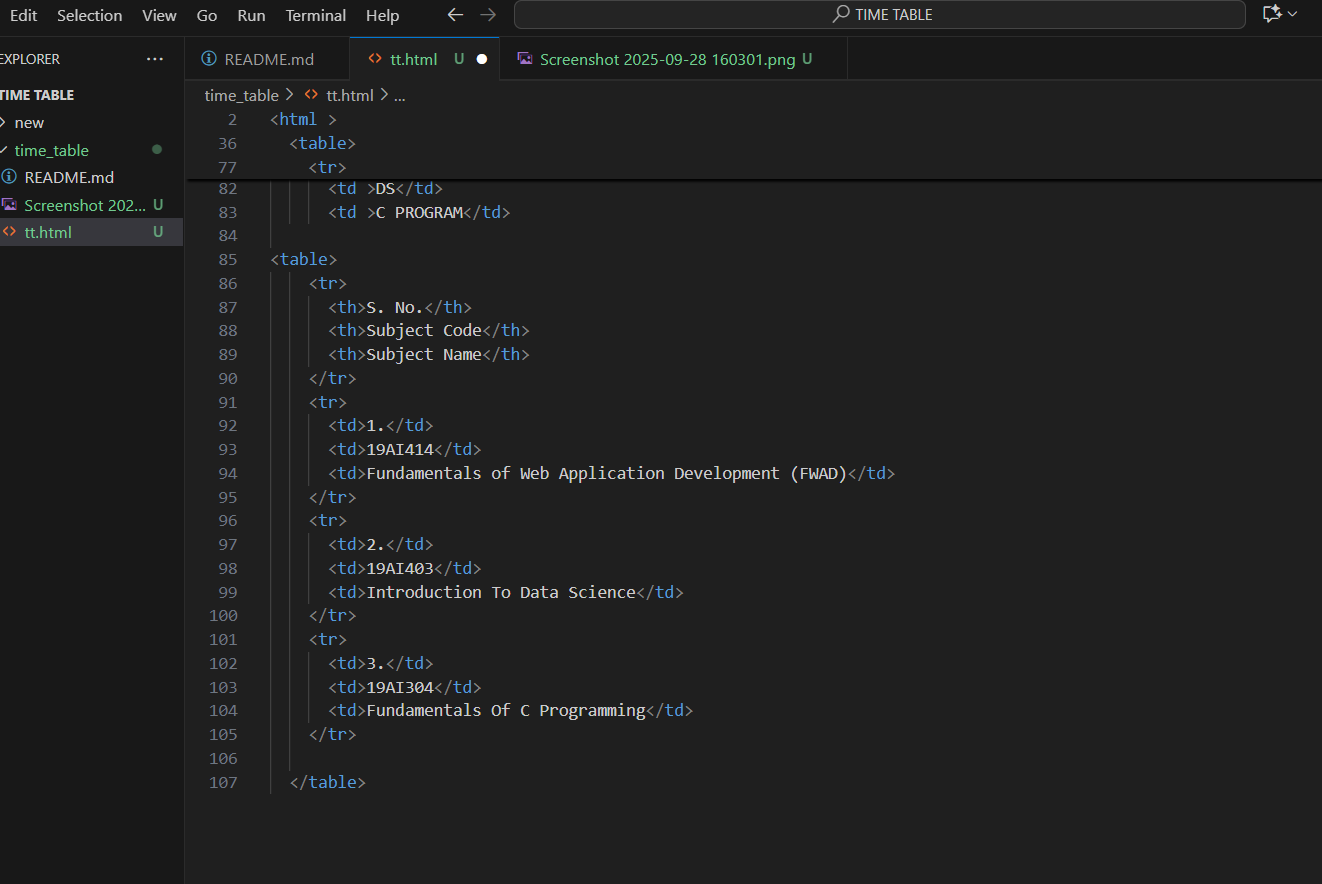 Edit Selection View Go Run Terminal Help TIME TABLE
EXPLORER ...
README.md tt.html U Screenshot 2025-09-28 160301.png U
TIME TABLE
new
time_table
README.md
Screenshot 202... U
tt.html U
time_table > tt.html > ...
2 <html >
36 <table>
77 <tr>
82 <td >DS</td>
83 <td >C PROGRAM</td>
84
85 <table>
86 <tr>
87 <th>S. No.</th>
88 <th>Subject Code</th>
89 <th>Subject Name</th>
90 </tr>
91 <tr>
92 <td>1.</td>
93 <td>19AI414</td>
94 <td>Fundamentals of Web Application Development (FWAD)</td>
95 </tr>
96 <tr>
97 <td>2.</td>
98 <td>19AI403</td>
99 <td>Introduction To Data Science</td>
100 </tr>
101 <tr>
102 <td>3.</td>
103 <td>19AI304</td>
104 <td>Fundamentals Of C Programming</td>
105 </tr>
106
107 </table>